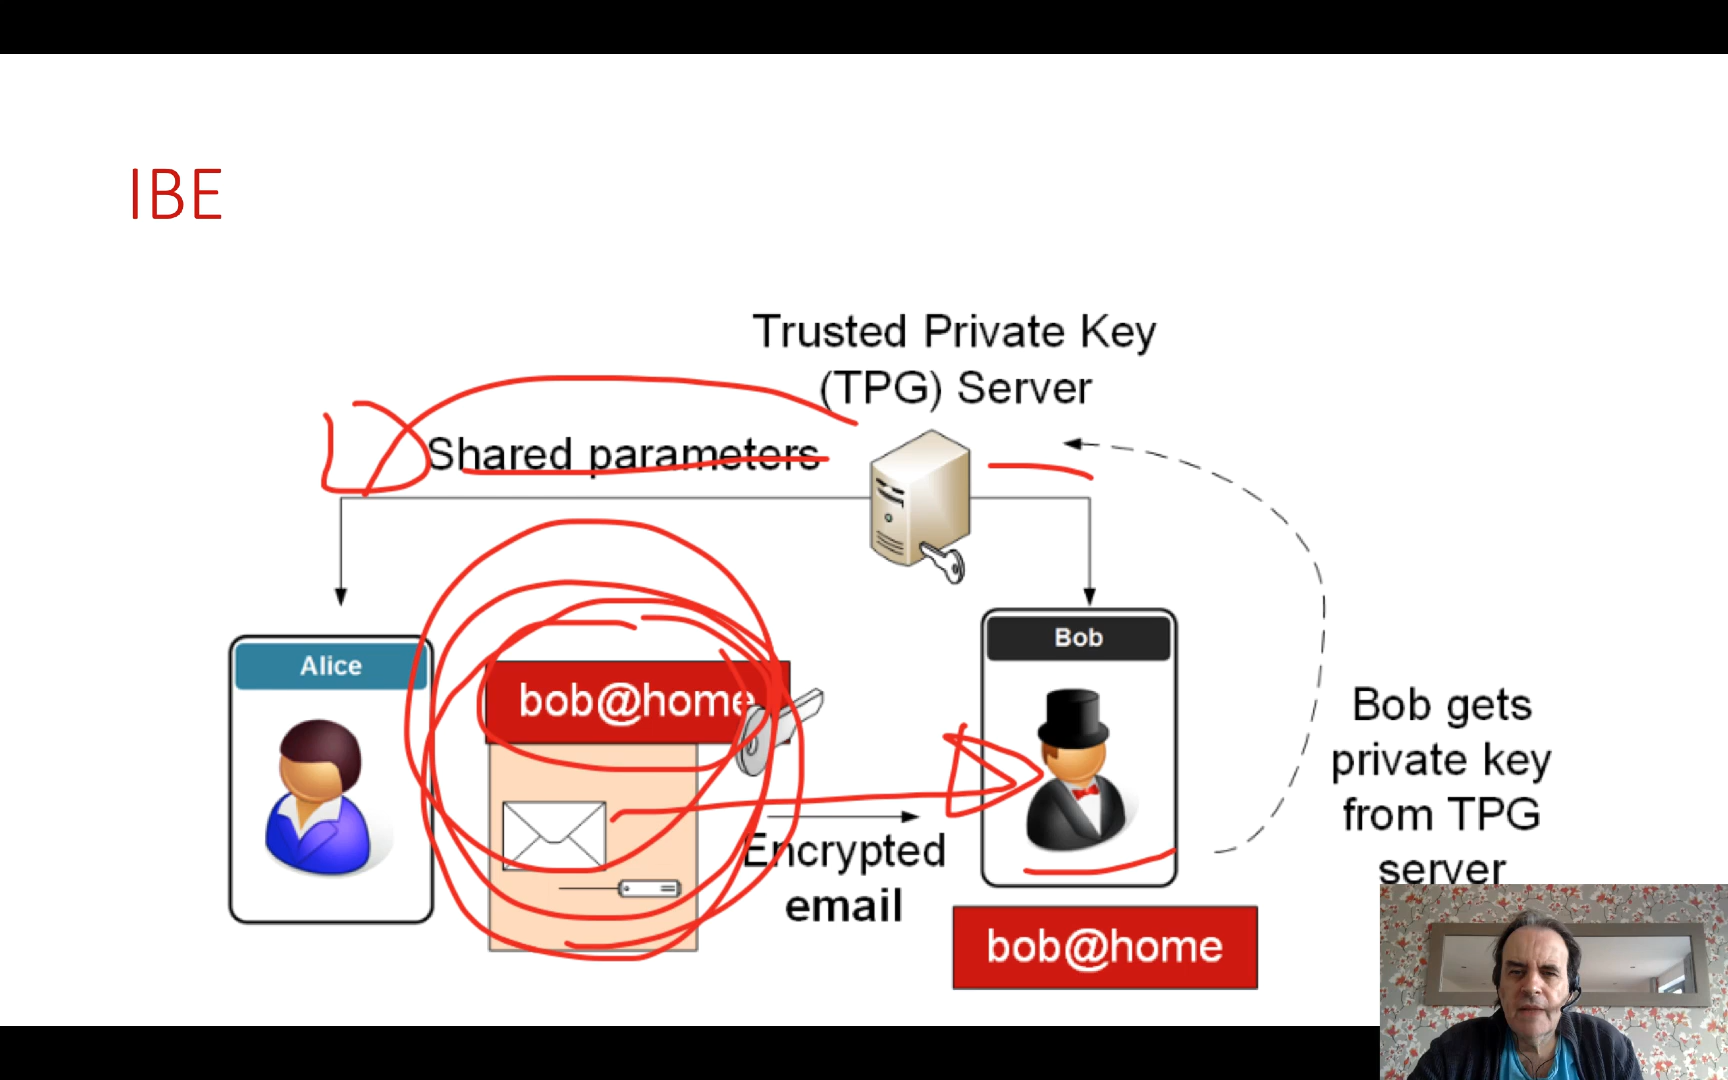 IBE
Trusted Private Key
(TPG) Server
Shared parameters
Alice
bob@home
Encrypted
email
Bob
bob@home
Bob gets
private key
from TPG
server